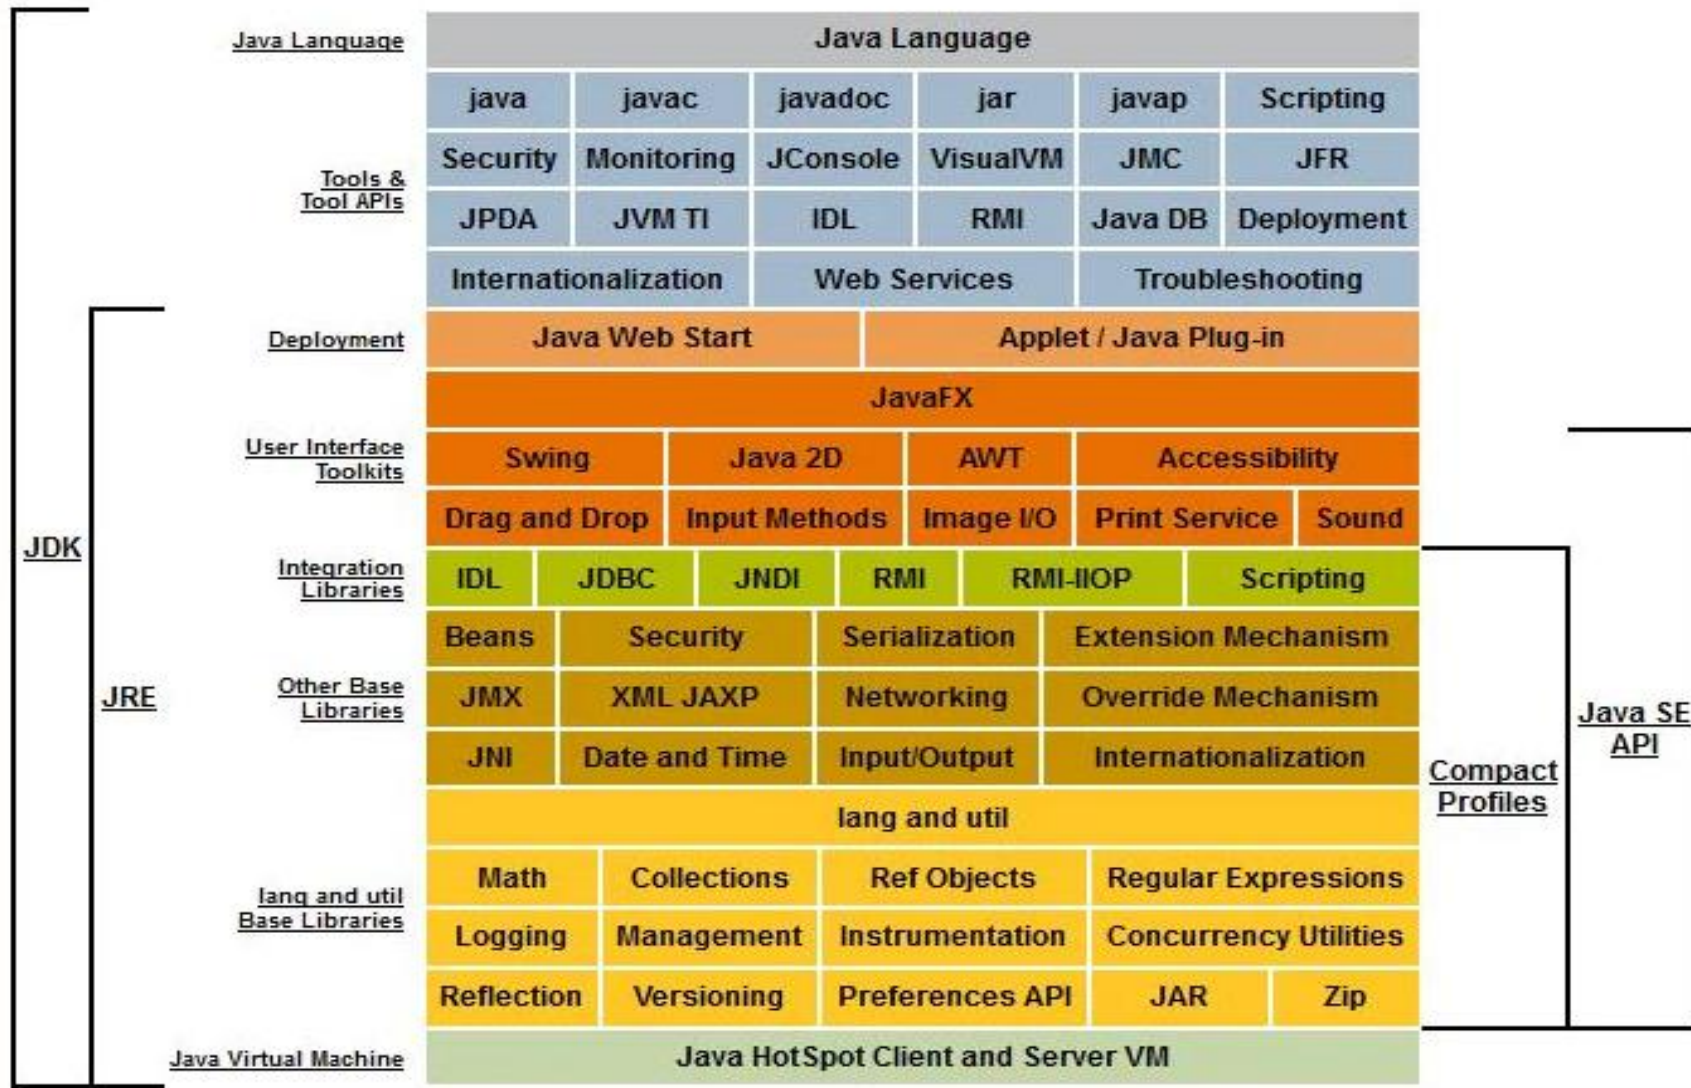 Java Language
Java Language
java javac javadoc jar javap Scripting
Security Monitoring JConsole VisualVM JMC JFR
Tools &
Tool APIs
JPDA JVM TI IDL RMI Java DB Deployment
Internationalization Web Services Troubleshooting
Deployment
Java Web Start Applet / Java Plug-in
JavaFX
User Interface
Toolkits
Swing Java 2D AWT Accessibility
Drag and Drop Input Methods Image I/O Print Service Sound
JDK
Integration
Libraries
IDL JDBC JNDI RMI RMI-IIOP Scripting
Beans Security Serialization Extension Mechanism
JRE
Other Base
Libraries
JMX XML JAXP Networking Override Mechanism
Java SE
API
JNI Date and Time Input/Output Internationalization
Compact
Profiles
lang and util
Math Collections Ref Objects Regular Expressions
lang and util
Base Libraries
Logging Management Instrumentation Concurrency Utilities
Reflection Versioning Preferences API JAR Zip
Java Virtual Machine
Java HotSpot Client and Server VM